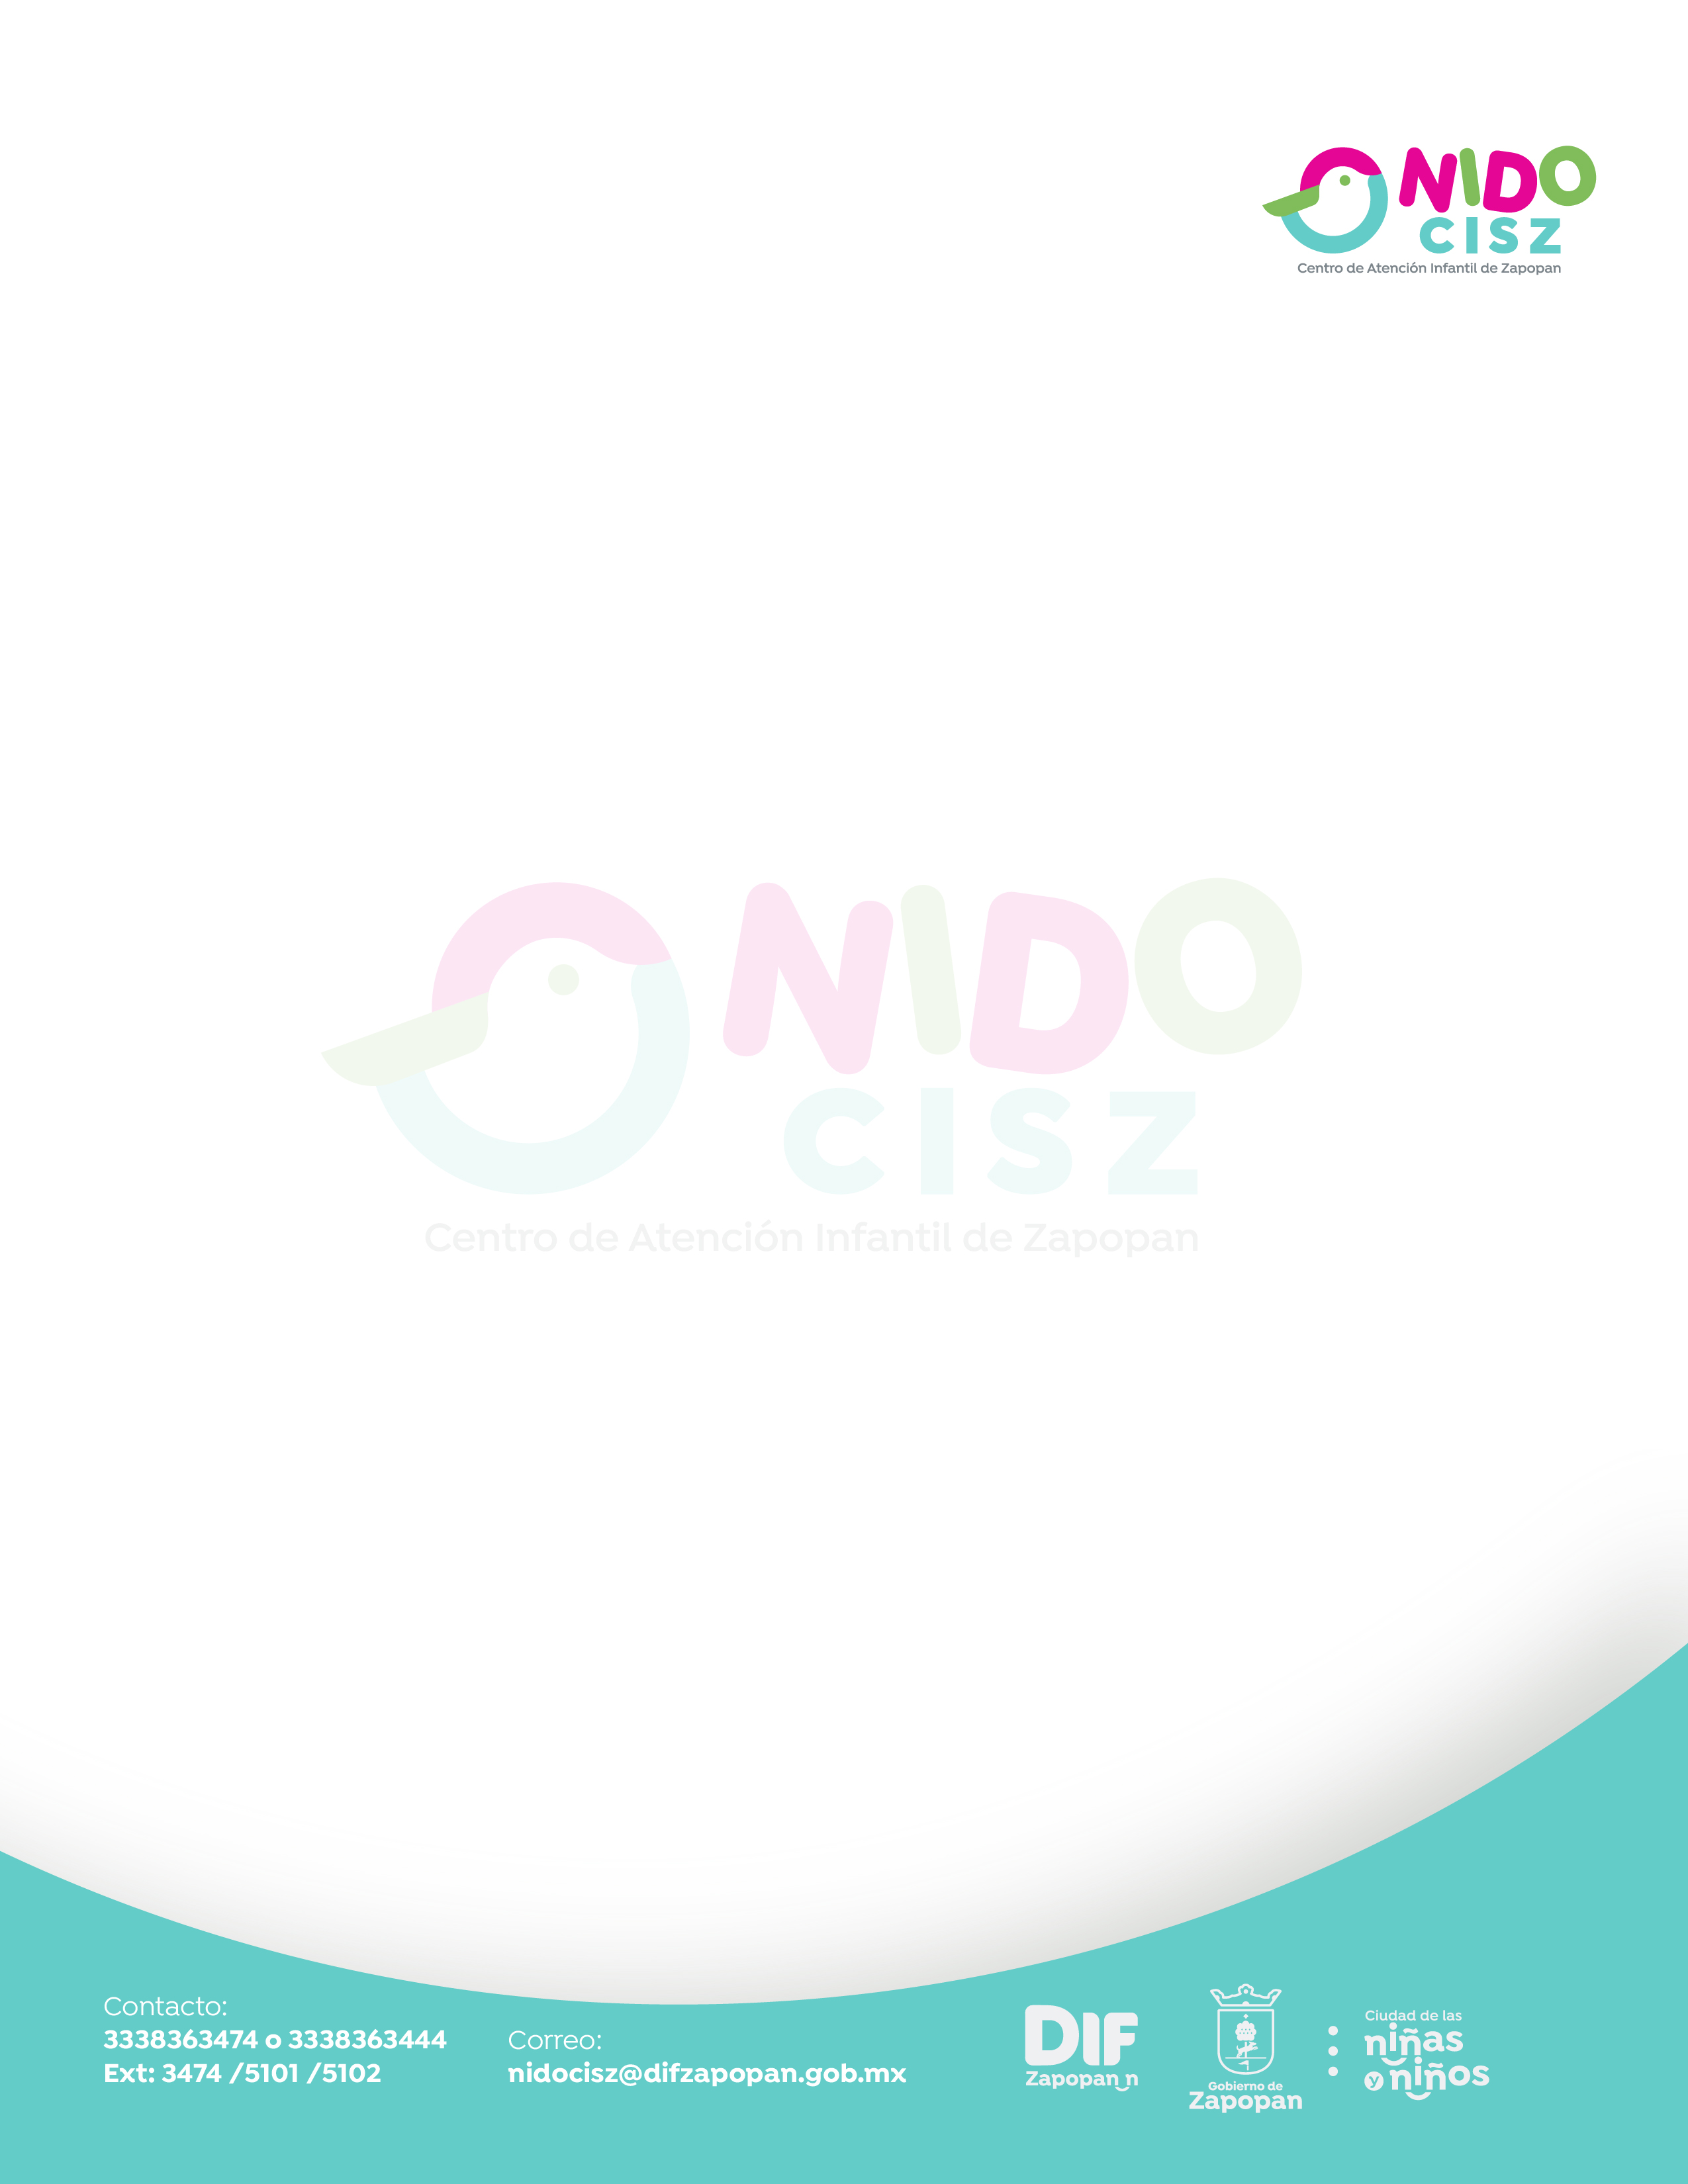 NIDO
CISZ
Centro de Atención Infantil de Zapopan
NIDO
CISZ
Centro de Atención Infantil de Zapopan
Contacto:
3338363474 o 3338363444
Ext: 3474 /5101 /5102
Correo:
nidocisz@difzapopan.gob.mx
DIF
Zapopan n
Gobierno de
Zapopan
Ciudad de las
niñas
y niños